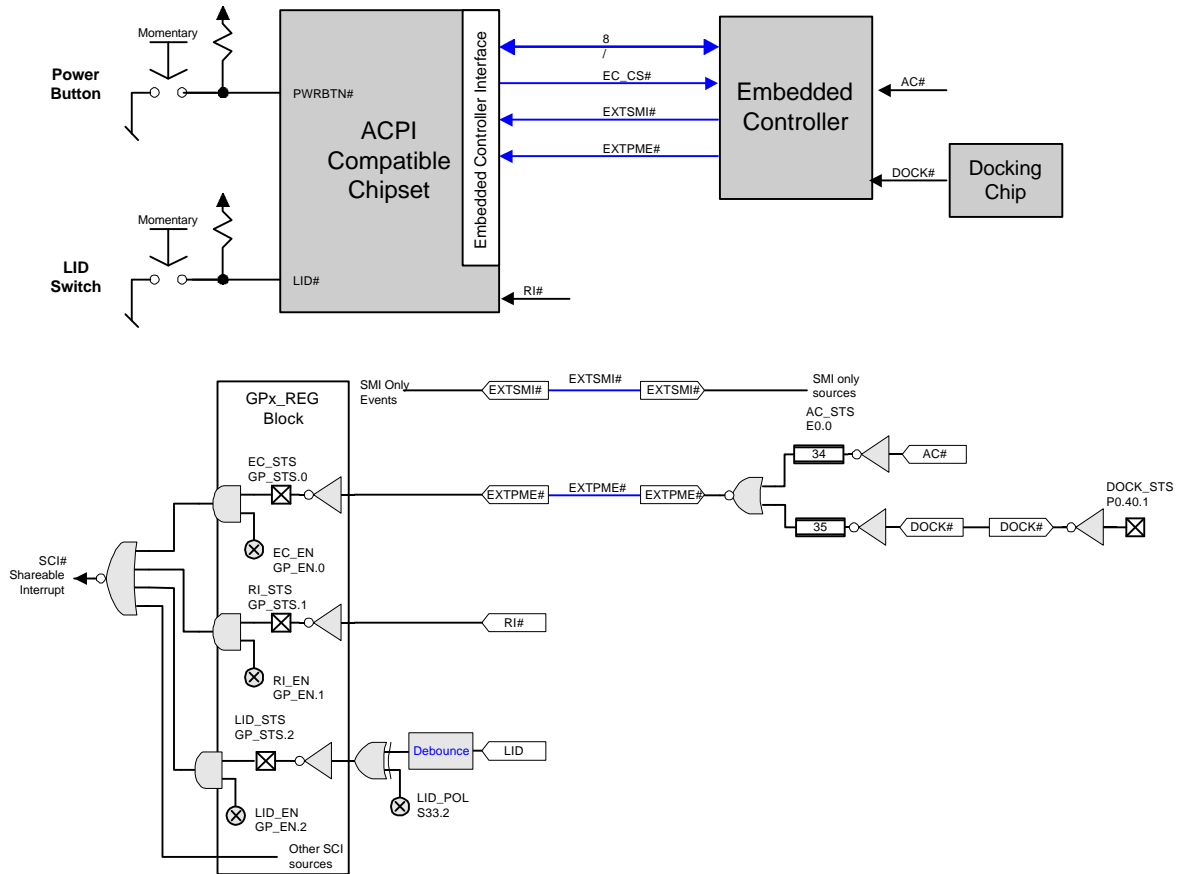 Momentary
Power
Button
PWRBTN#
ACPI
Compatible
Chipset
Embedded Controller Interface
8
/
EC_CS#
EXTSMI#
EXTPME#
Embedded
Controller
AC#
DOCK#
Docking
Chip
Momentary
LID
Switch
LID#
RI#
GPx_REG
Block
SMI Only
Events
EXTSMI#
EXTSMI#
EXTSMI#
SMI only
sources
AC_STS
E0.0
34
AC#
EC_STS
GP_STS.0
EXTPME#
EXTPME#
EXTPME#
DOCK_STS
P0.40.1
35
DOCK#
DOCK#
EC_EN
GP_EN.0
SCI#
Shareable
Interrupt
RI_STS
GP_STS.1
RI#
RI_EN
GP_EN.1
LID_STS
GP_STS.2
Debounce
LID
LID_POL
S33.2
LID_EN
GP_EN.2
Other SCI
sources